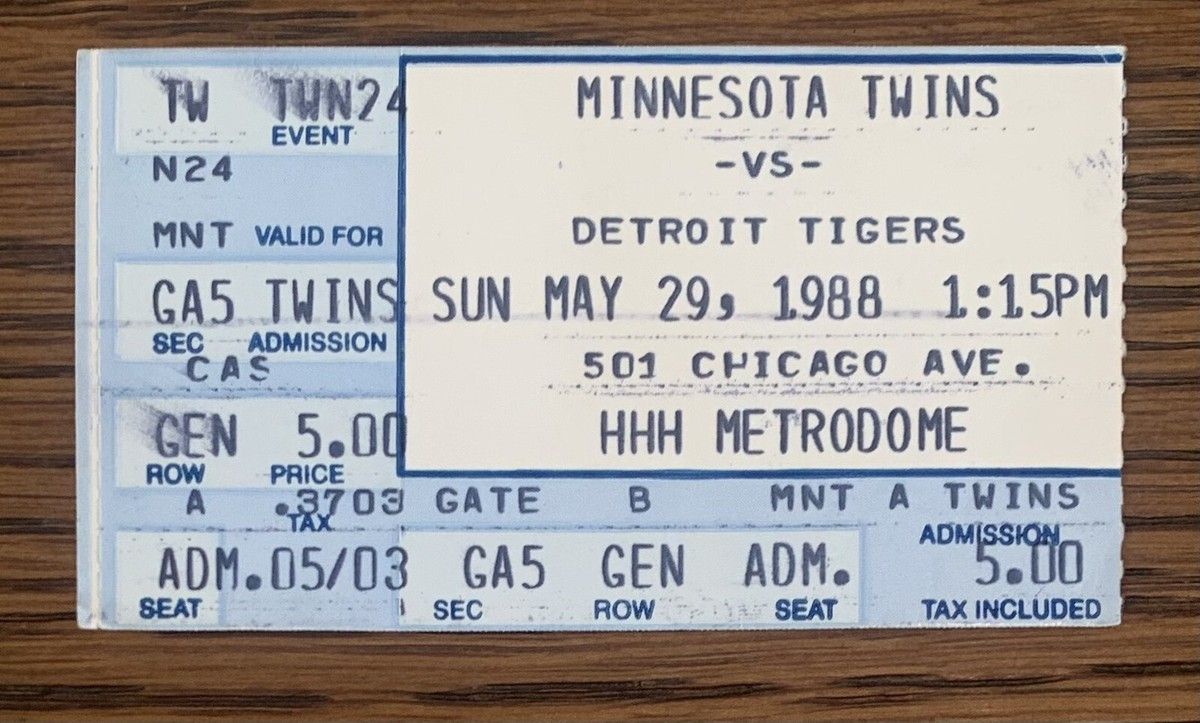 TW TWN24
EVENT
N24
MNT VALID FOR
GA5 TWINS
SEC ADMISSION
CAS
GEN 5.00
ROW PRICE
A .3703
TAX
ADM. 05/03
SEAT
MINNESOTA TWINS
-VS-
DETROIT TIGERS
SUN MAY 29, 1988 1:15PM
501 CHICAGO AVE.
HHH METRODOME
GATE B MNT A TWINS
ADMISSION
GA5 GEN ADM. 5.00
SEC ROW SEAT TAX INCLUDED